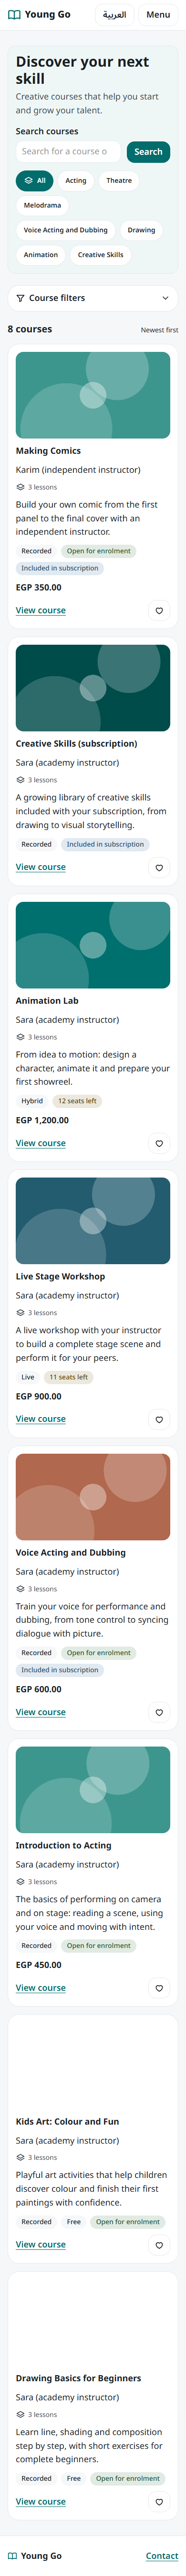 Young Go
العربية
Menu
Discover your next
skill
Creative courses that help you start
and grow your talent.
Search courses
Search for a course o
Search
All
Acting
Theatre
Melodrama
Voice Acting and Dubbing
Drawing
Animation
Creative Skills
Course filters
8 courses
Newest first
Making Comics
Karim (independent instructor)
3 lessons
Build your own comic from the first
panel to the final cover with an
independent instructor.
Recorded
Open for enrolment
Included in subscription
EGP 350.00
View course
Creative Skills (subscription)
Sara (academy instructor)
3 lessons
A growing library of creative skills
included with your subscription, from
drawing to visual storytelling.
Recorded
Included in subscription
View course
Animation Lab
Sara (academy instructor)
3 lessons
From idea to motion: design a
character, animate it and prepare your
first showreel.
Hybrid
12 seats left
EGP 1,200.00
View course
Live Stage Workshop
Sara (academy instructor)
3 lessons
A live workshop with your instructor
to build a complete stage scene and
perform it for your peers.
Live
11 seats left
EGP 900.00
View course
Voice Acting and Dubbing
Sara (academy instructor)
3 lessons
Train your voice for performance and
dubbing, from tone control to syncing
dialogue with picture.
Recorded
Open for enrolment
Included in subscription
EGP 600.00
View course
Introduction to Acting
Sara (academy instructor)
3 lessons
The basics of performing on camera
and on stage: reading a scene, using
your voice and moving with intent.
Recorded
Open for enrolment
EGP 450.00
View course
Kids Art: Colour and Fun
Sara (academy instructor)
3 lessons
Playful art activities that help children
discover colour and finish their first
paintings with confidence.
Recorded
Free
Open for enrolment
View course
Drawing Basics for Beginners
Sara (academy instructor)
3 lessons
Learn line, shading and composition
step by step, with short exercises for
complete beginners.
Recorded
Free
Open for enrolment
View course
Young Go
Contact